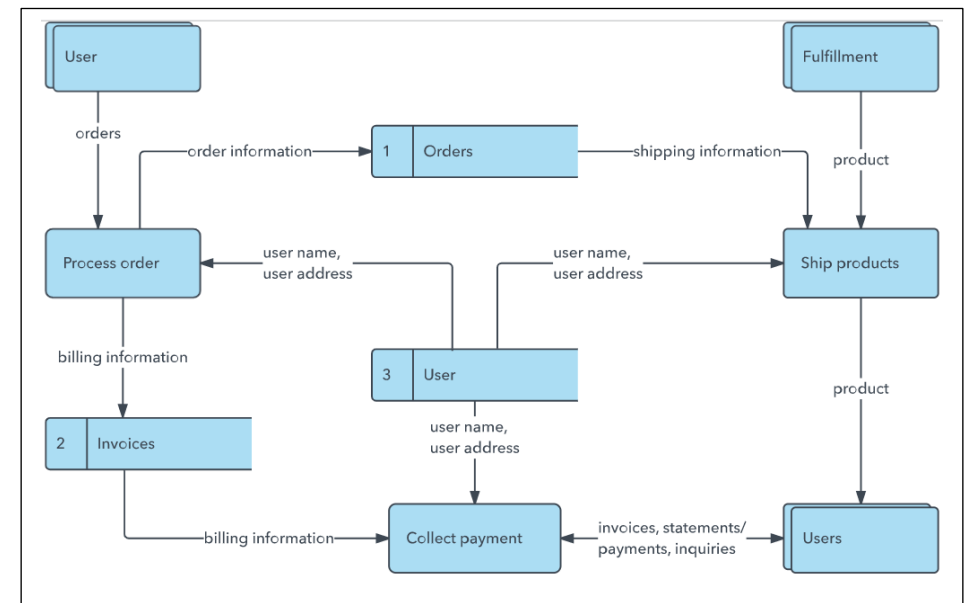 User
Fulfillment
orders
order information
1
Orders
shipping information
product
Process order
user name,
user address
user name,
user address
Ship products
billing information
3
User
product
2
Invoices
user name,
user address
billing information
Collect payment
invoices, statements/
payments, inquiries
Users